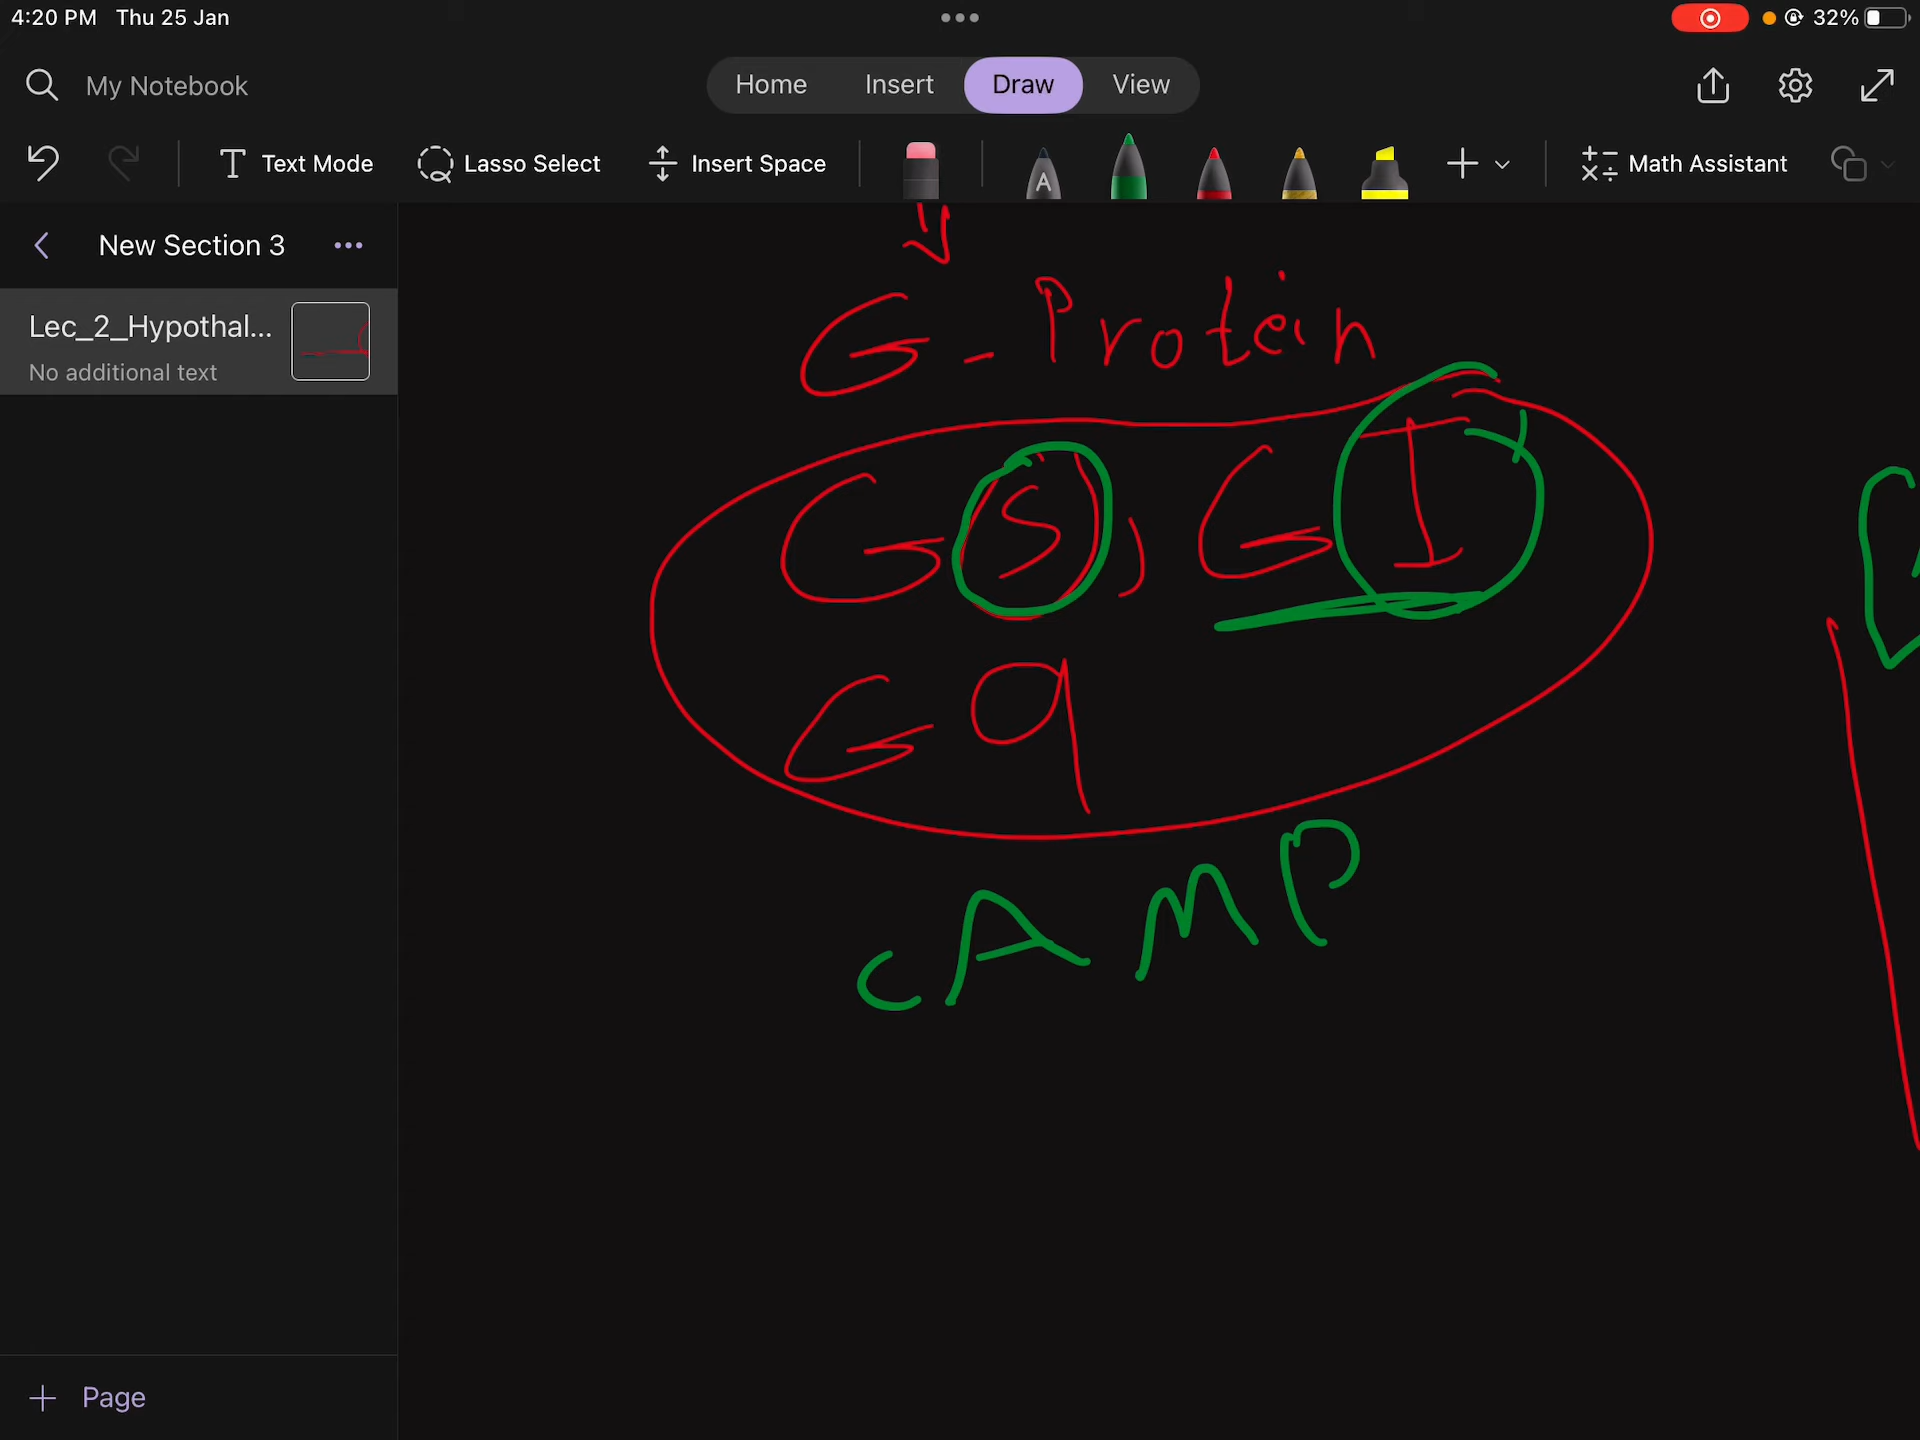 4:20 PM Thu 25 Jan 32%
My Notebook
Home Insert Draw View
Text Mode Lasso Select Insert Space A Math Assistant
New Section 3
Lec_2_Hypothal...
No additional text
G - Protein
GS, GI
Gq
cAMP
Page